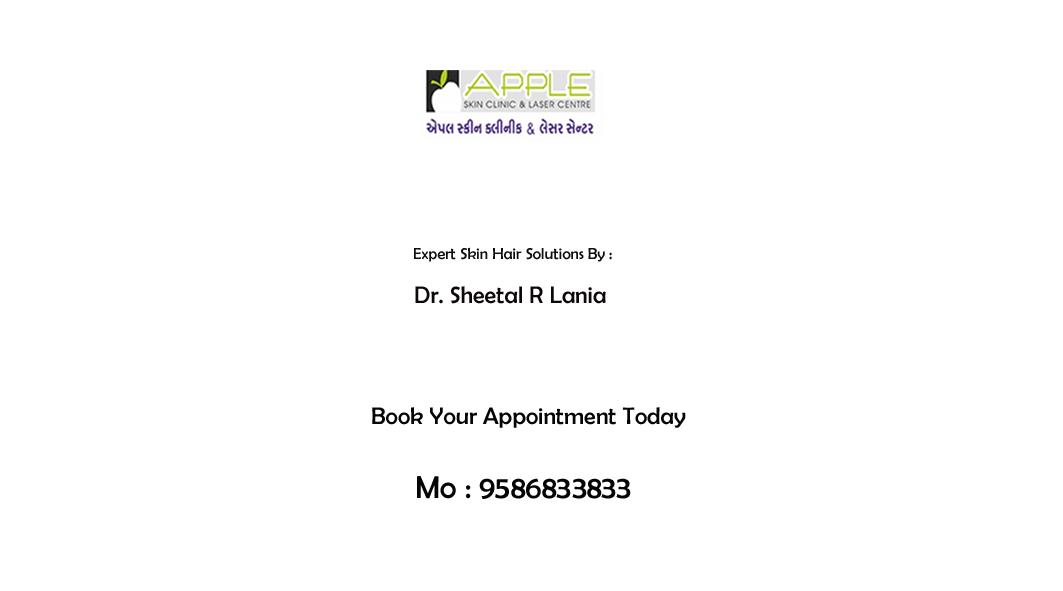 APPLE
SKIN CLINIC & LASER CENTRE
એપલ સ્કીન ક્લીનીક & લેસર સેન્ટર
Expert Skin Hair Solutions By :
Dr. Sheetal R Lania
Book Your Appointment Today
Mo : 9586833833